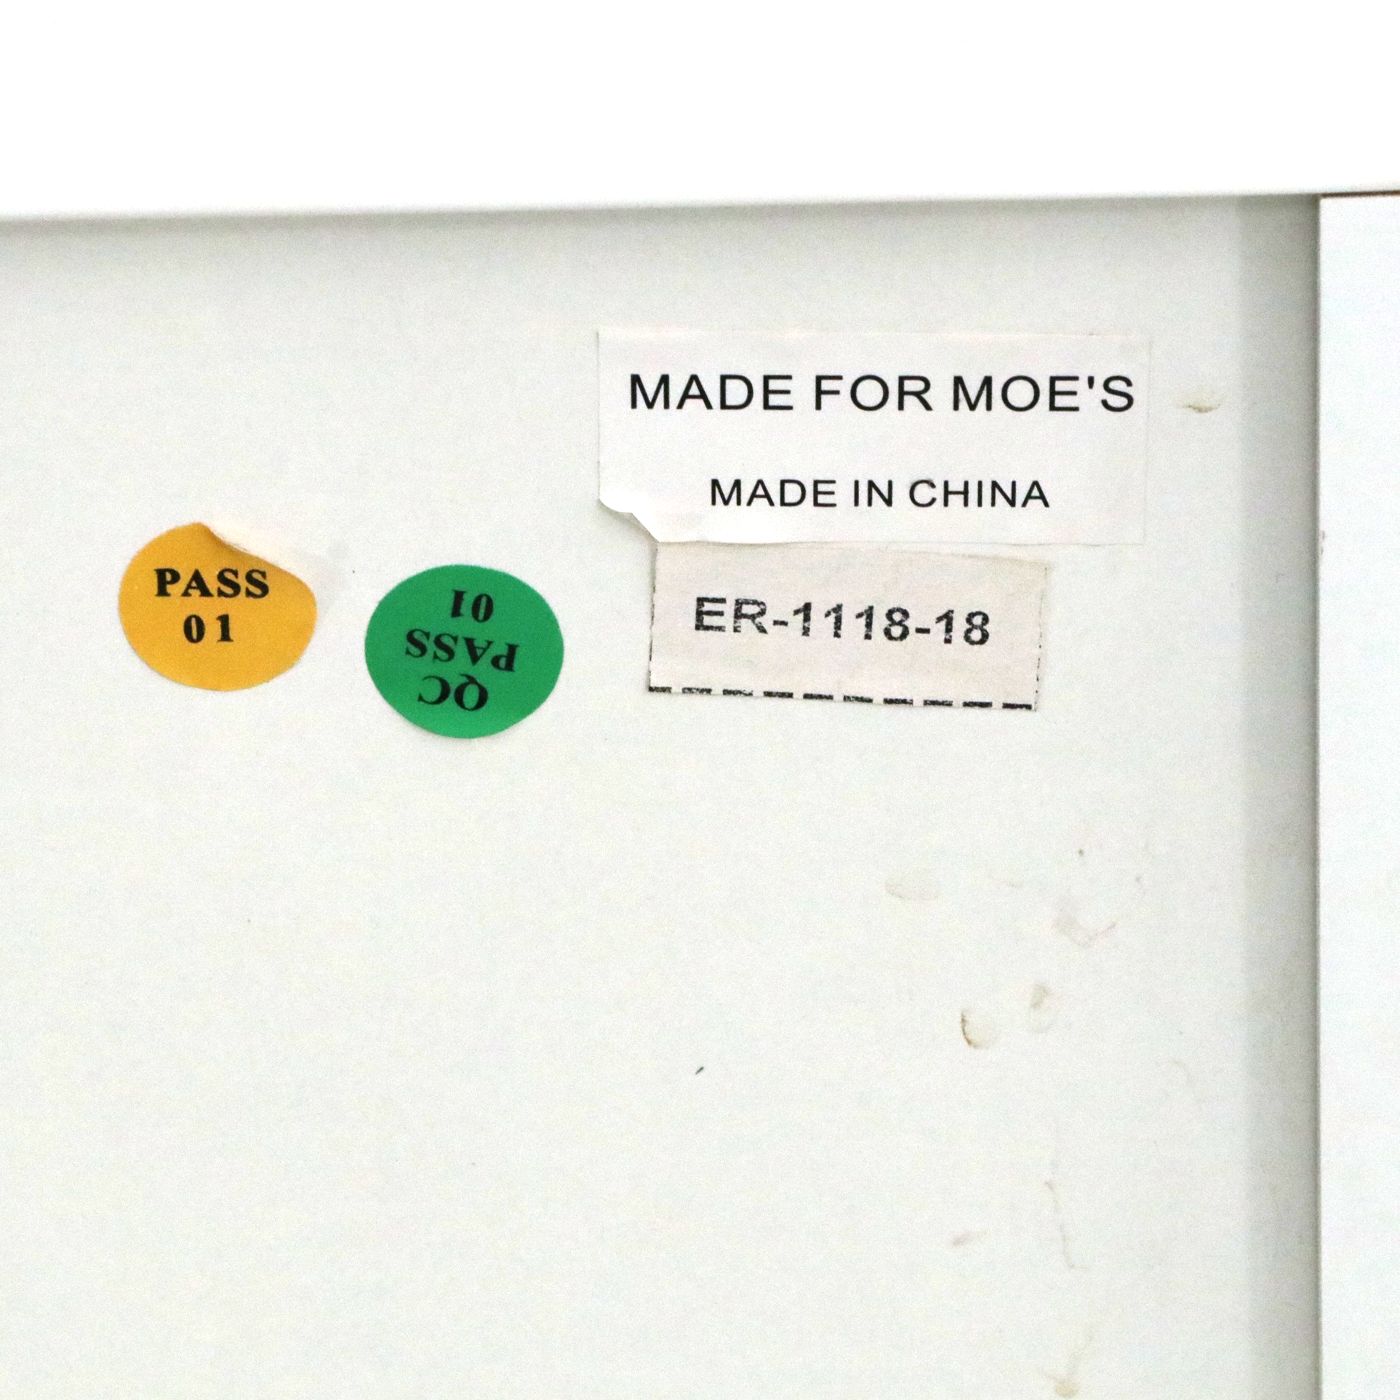 MADE FOR MOE'S
MADE IN CHINA
PASS
01
QC
PASS
01
ER-1118-18